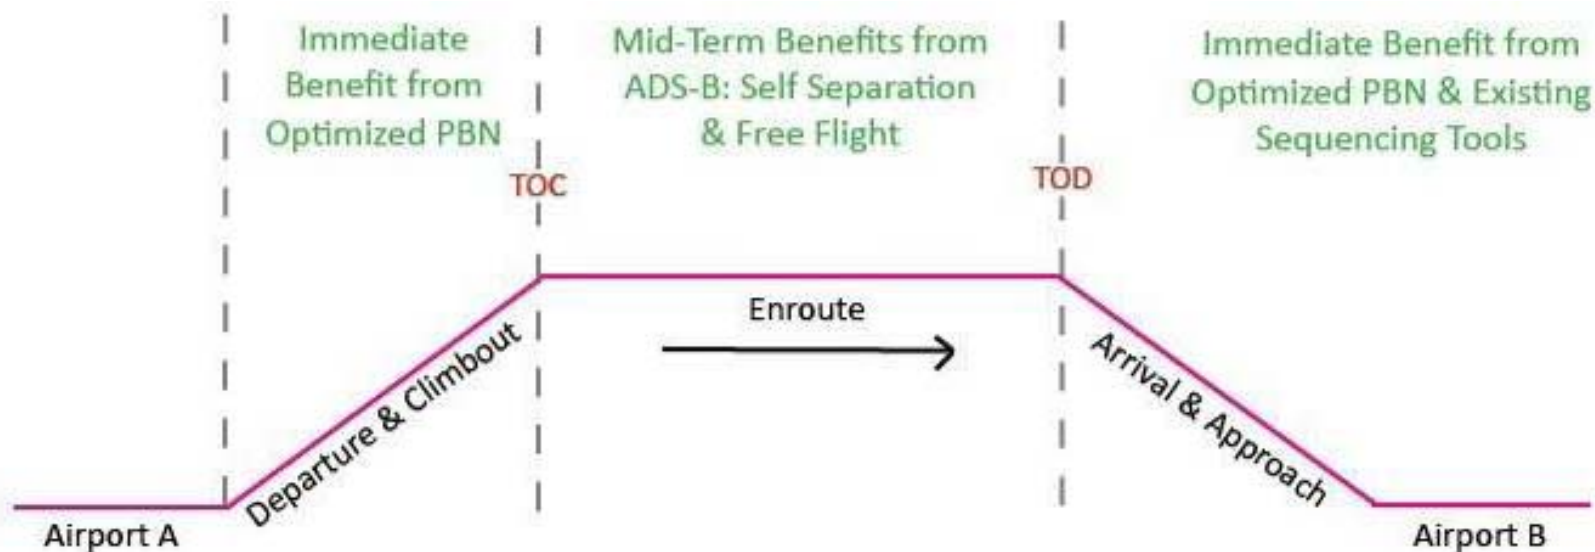 Immediate
Benefit from
Optimized PBN
Mid-Term Benefits from
ADS-B: Self Separation
& Free Flight
Immediate Benefit from
Optimized PBN & Existing
Sequencing Tools
TOC
TOD
Enroute
Departure & Climbout
Arrival & Approach
Airport A
Airport B